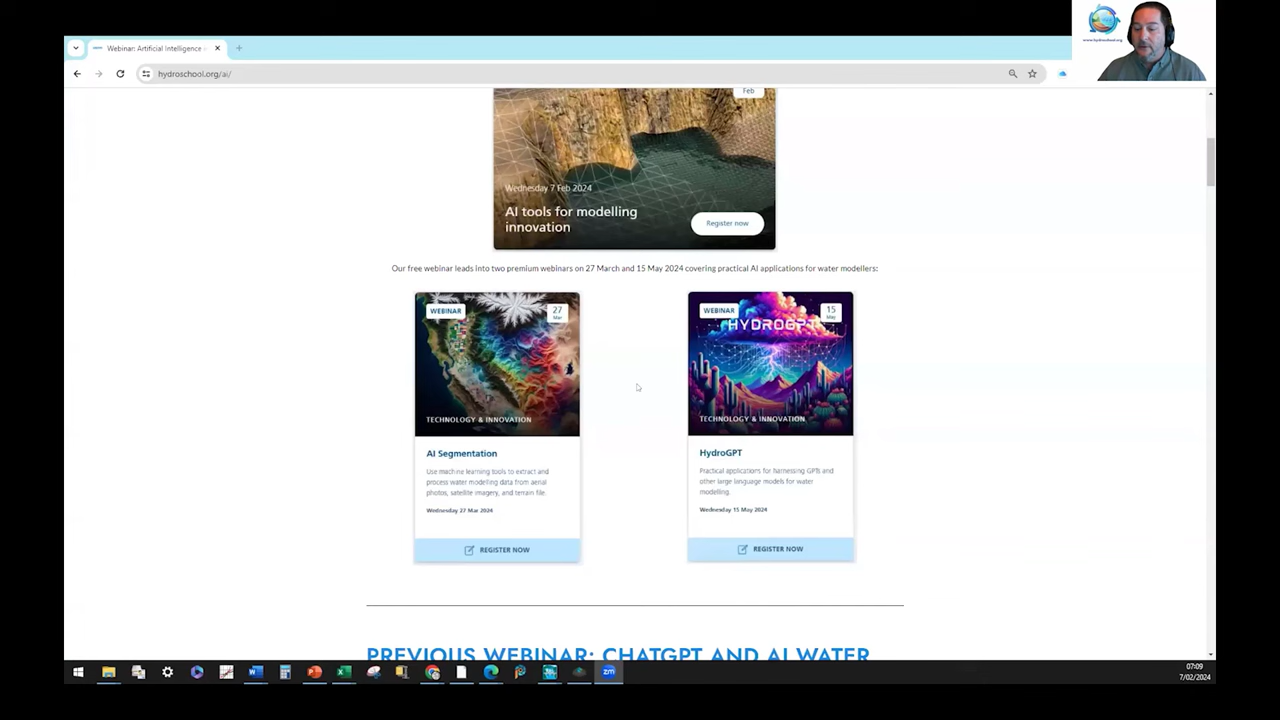 www.hydroschool.org
Webinar: Artificial Intelligence
hydroschool.org/ai/
Feb
Wednesday 7 Feb 2024
AI tools for modelling
innovation
Register now
Our free webinar leads into two premium webinars on 27 March and 15 May 2024 covering practical AI applications for water modellers:
WEBINAR
27
Mar
TECHNOLOGY & INNOVATION
AI Segmentation
Use machine learning tools to extract and
process water modelling data from aerial
photos, satellite imagery, and terrain file.
Wednesday 27 Mar 2024
REGISTER NOW
WEBINAR
15
May
HYDROGPT
TECHNOLOGY & INNOVATION
HydroGPT
Practical applications for harnessing GPTs and
other large language models for water
modelling.
Wednesday 15 May 2024
REGISTER NOW
PREVIOUS WEBINAR: CHATGPT AND AI WATER
zm
07:09
7/02/2024